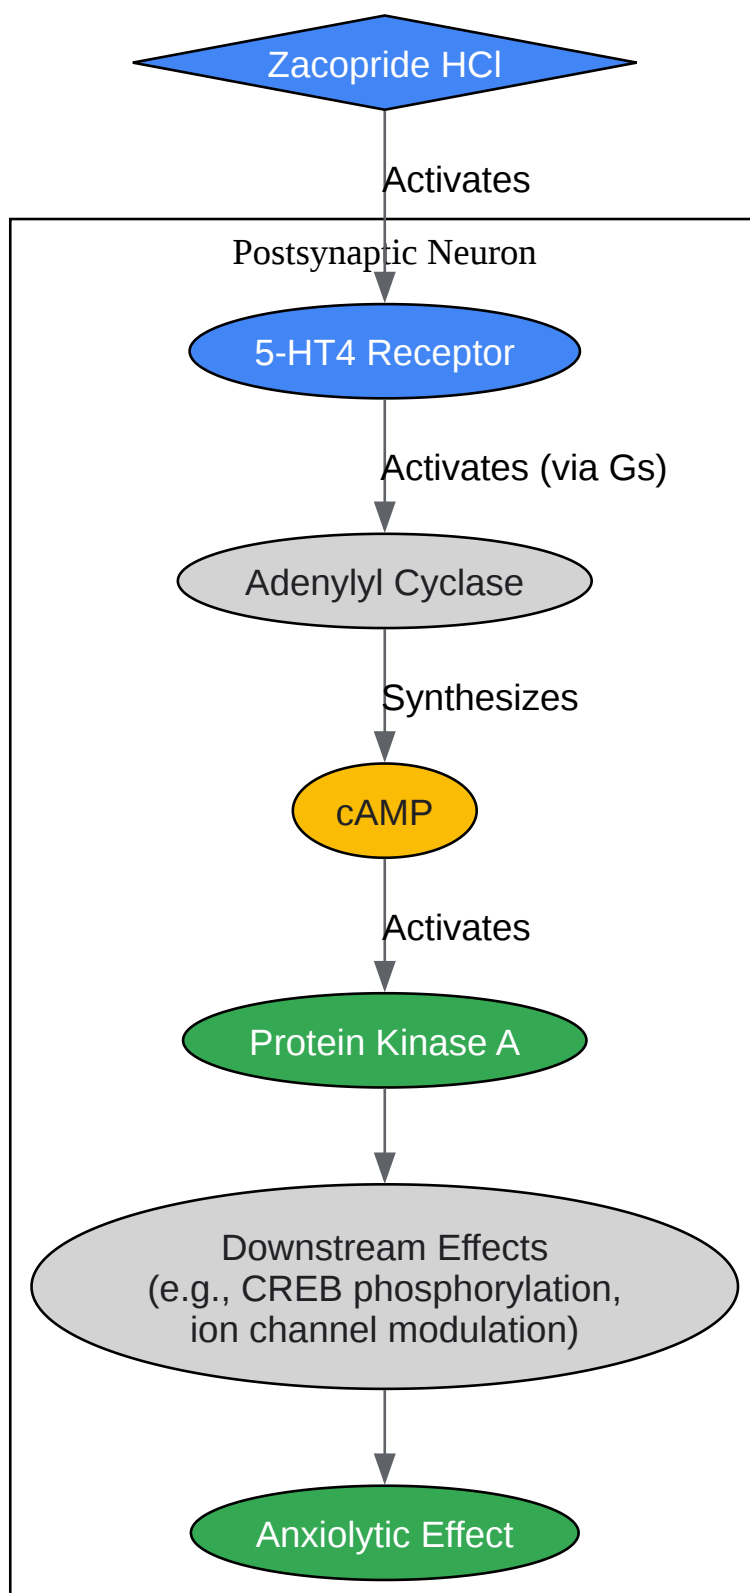 Zacopride HCl
Activates
Postsynaptic Neuron
5-HT4 Receptor
Activates (via Gs)
Adenylyl Cyclase
Synthesizes
cAMP
Activates
Protein Kinase A
Downstream Effects
(e.g., CREB phosphorylation,
ion channel modulation)
Anxiolytic Effect